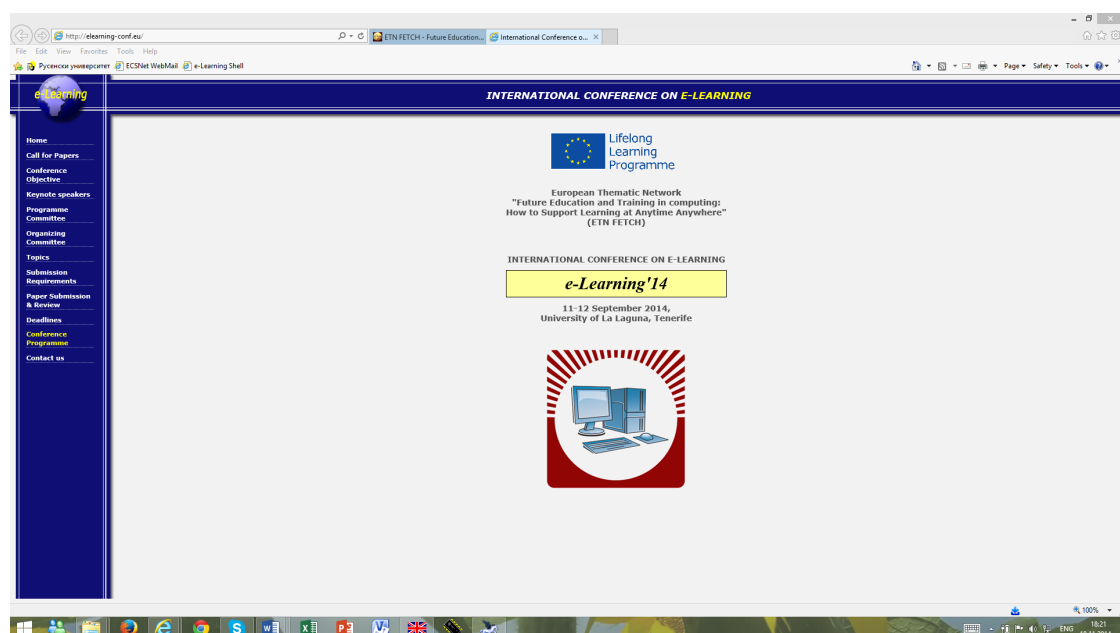 http://elearning-conf.eu/
ETN FETCH - Future Education...
International Conference o...
File Edit View Favorites Tools Help
Русенски университет ECSNet WebMail e-Learning Shell
Page Safety Tools
e-Learning
INTERNATIONAL CONFERENCE ON E-LEARNING
Home
Call for Papers
Conference
Objective
Keynote speakers
Programme
Committee
Organizing
Committee
Topics
Submission
Requirements
Paper Submission
& Review
Deadlines
Conference
Programme
Contact us
Lifelong
Learning
Programme
European Thematic Network
"Future Education and Training in computing:
How to Support Learning at Anytime Anywhere"
(ETN FETCH)
INTERNATIONAL CONFERENCE ON E-LEARNING
e-Learning'14
11-12 September 2014,
University of La Laguna, Tenerife
100%
ENG
18:21